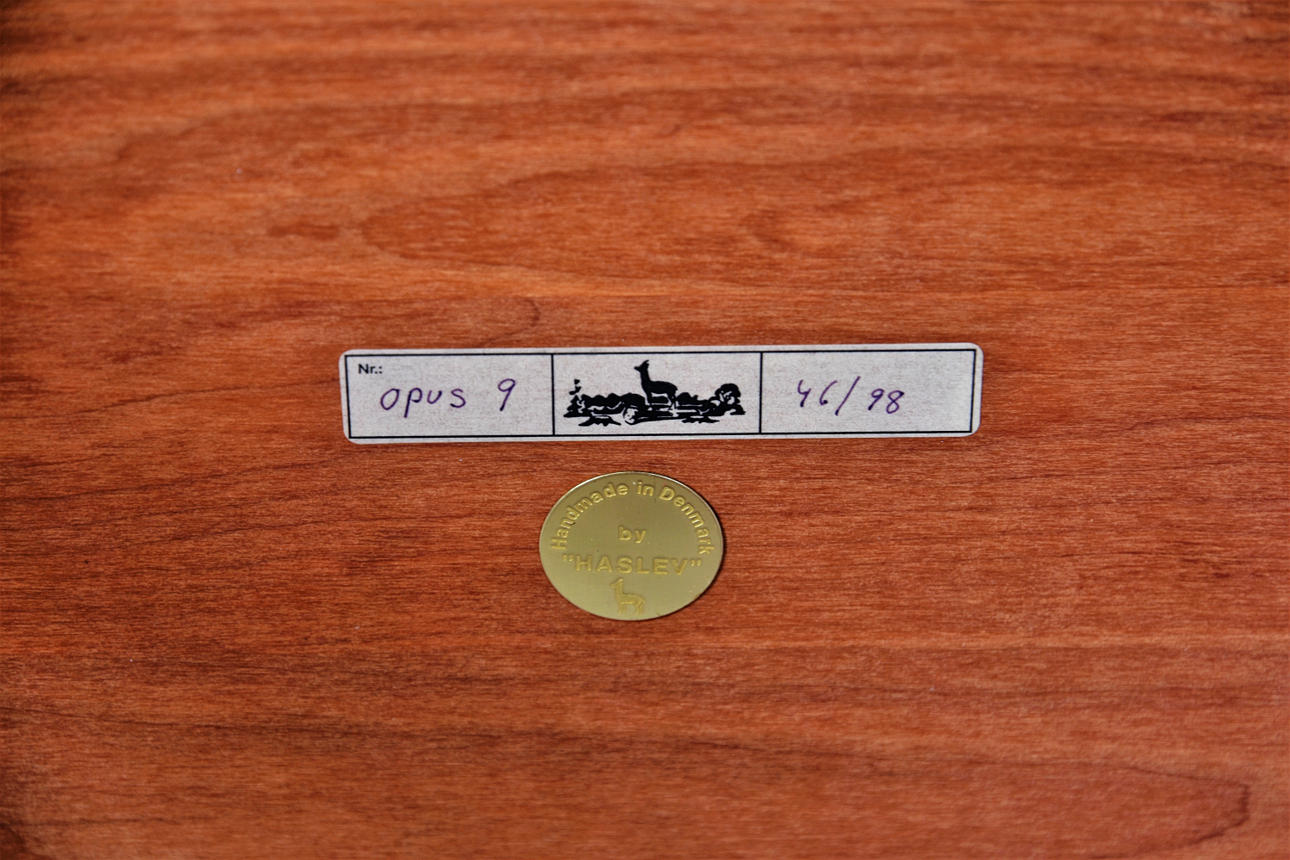 Nr.:
opus 9
46/98
Handmade in Denmark
by
"HASLEV"